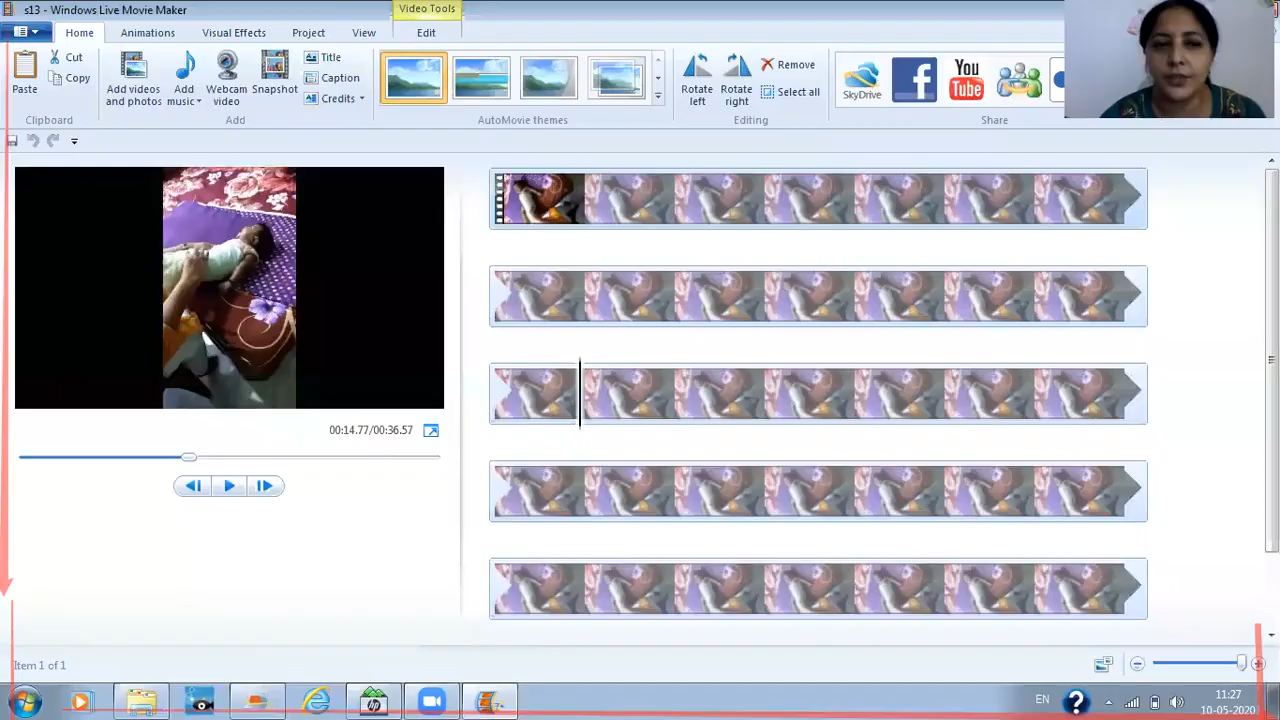 s13 - Windows Live Movie Maker
Video Tools
Home
Animations
Visual Effects
Project
View
Edit
Paste
Cut
Copy
Clipboard
Add videos
and photos
Add
music
Webcam
video
Snapshot
Title
Caption
Credits
Add
AutoMovie themes
Rotate
left
Rotate
right
Remove
Select all
Editing
SkyDrive
You
Tube
Share
00:14.77/00:36.57
Item 1 of 1
hp
EN
11:27
10-05-2020